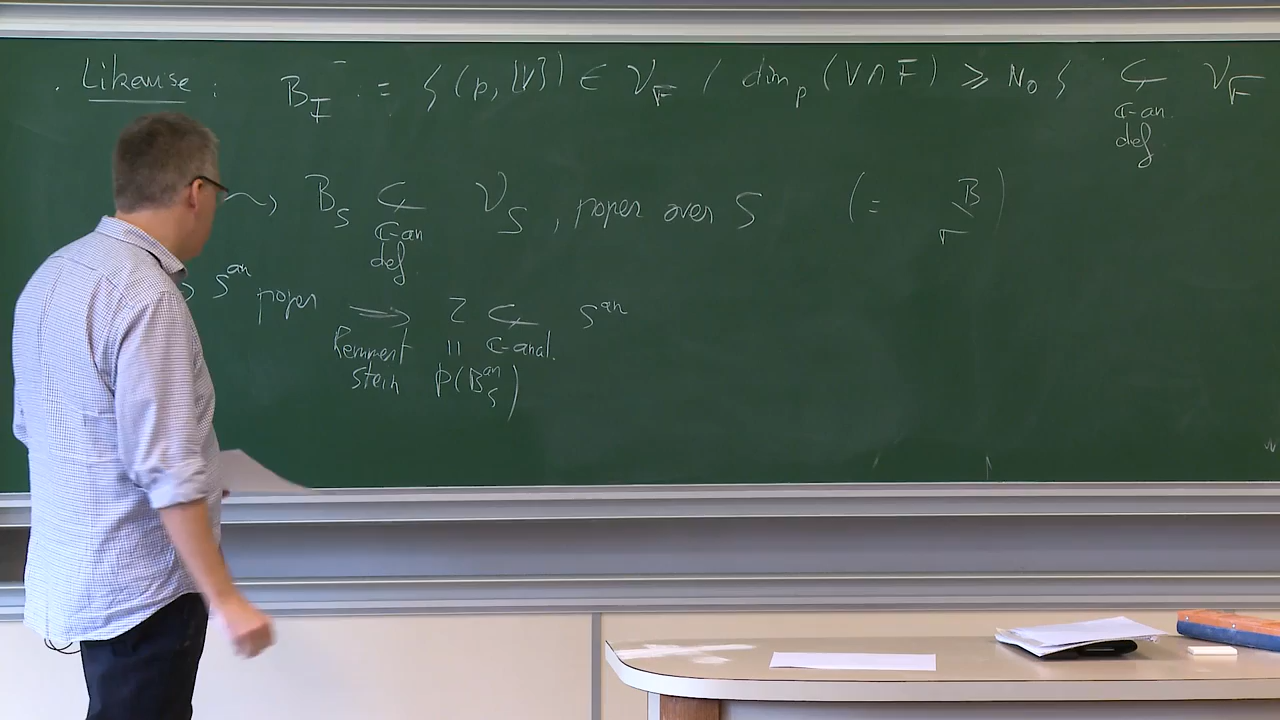 . Likewise : B_F := { (p, [V]) ∈ 𝒱_F / dim_p (V ∩ F) ≥ N_0 } ⊂ 𝒱_F
ℂ-an.
def
⇝ B_S ⊂ 𝒱_S , proper over S (= Γ\B)
ℂ-an
def
S^an proper ⟹ Z ⊂ S^an
Remmert || ℂ-anal.
Stein p(B_S^an)